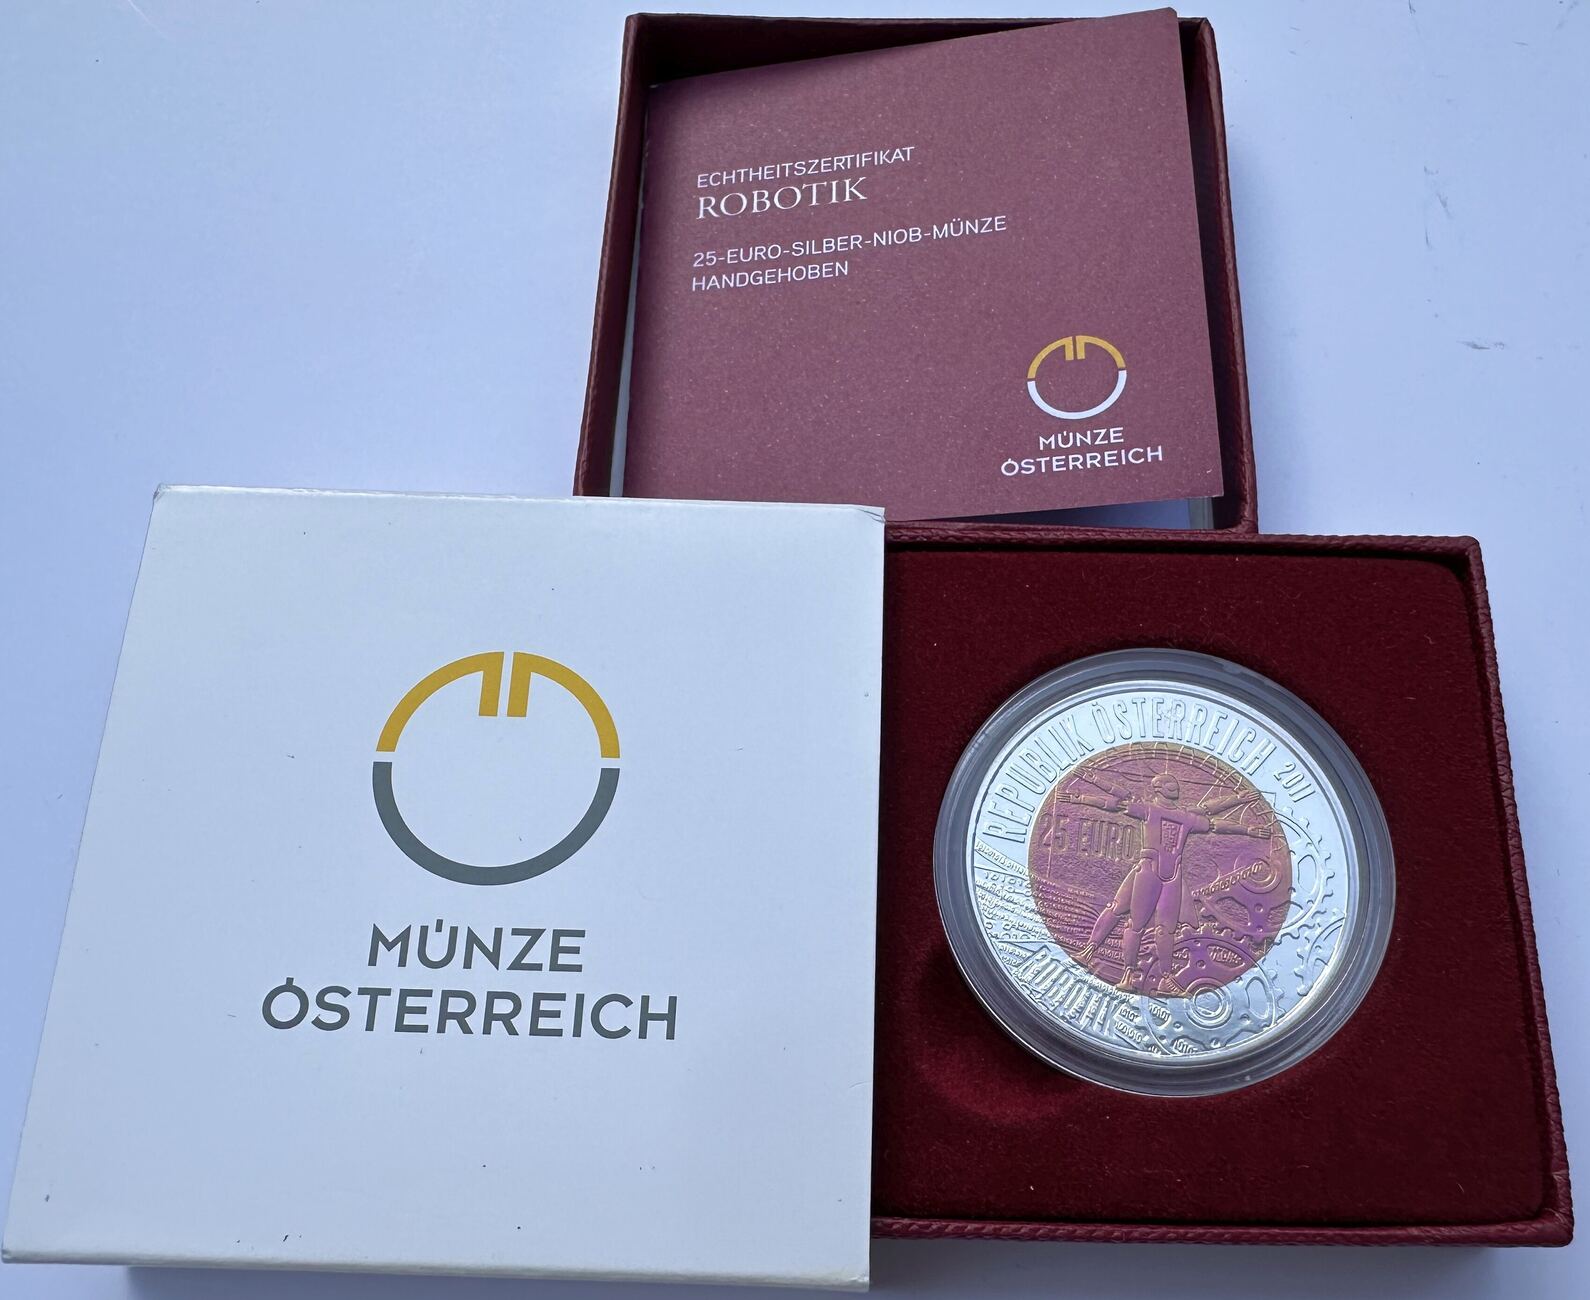 ECHTHEITSZERTIFIKAT
ROBOTIK
25-EURO-SILBER-NIOB-MÜNZE
HANDGEHOBEN
MÜNZE
ÖSTERREICH
MÜNZE
ÖSTERREICH
REPUBLIK ÖSTERREICH 2011
25 EURO
ROBOTIK